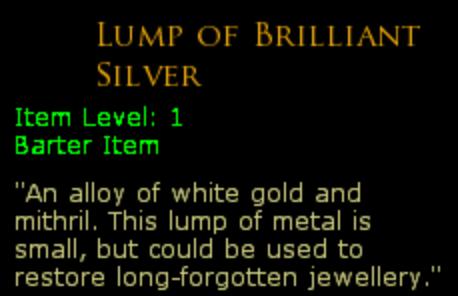 Lump of Brilliant
Silver
Item Level: 1
Barter Item
"An alloy of white gold and
mithril. This lump of metal is
small, but could be used to
restore long-forgotten jewellery."